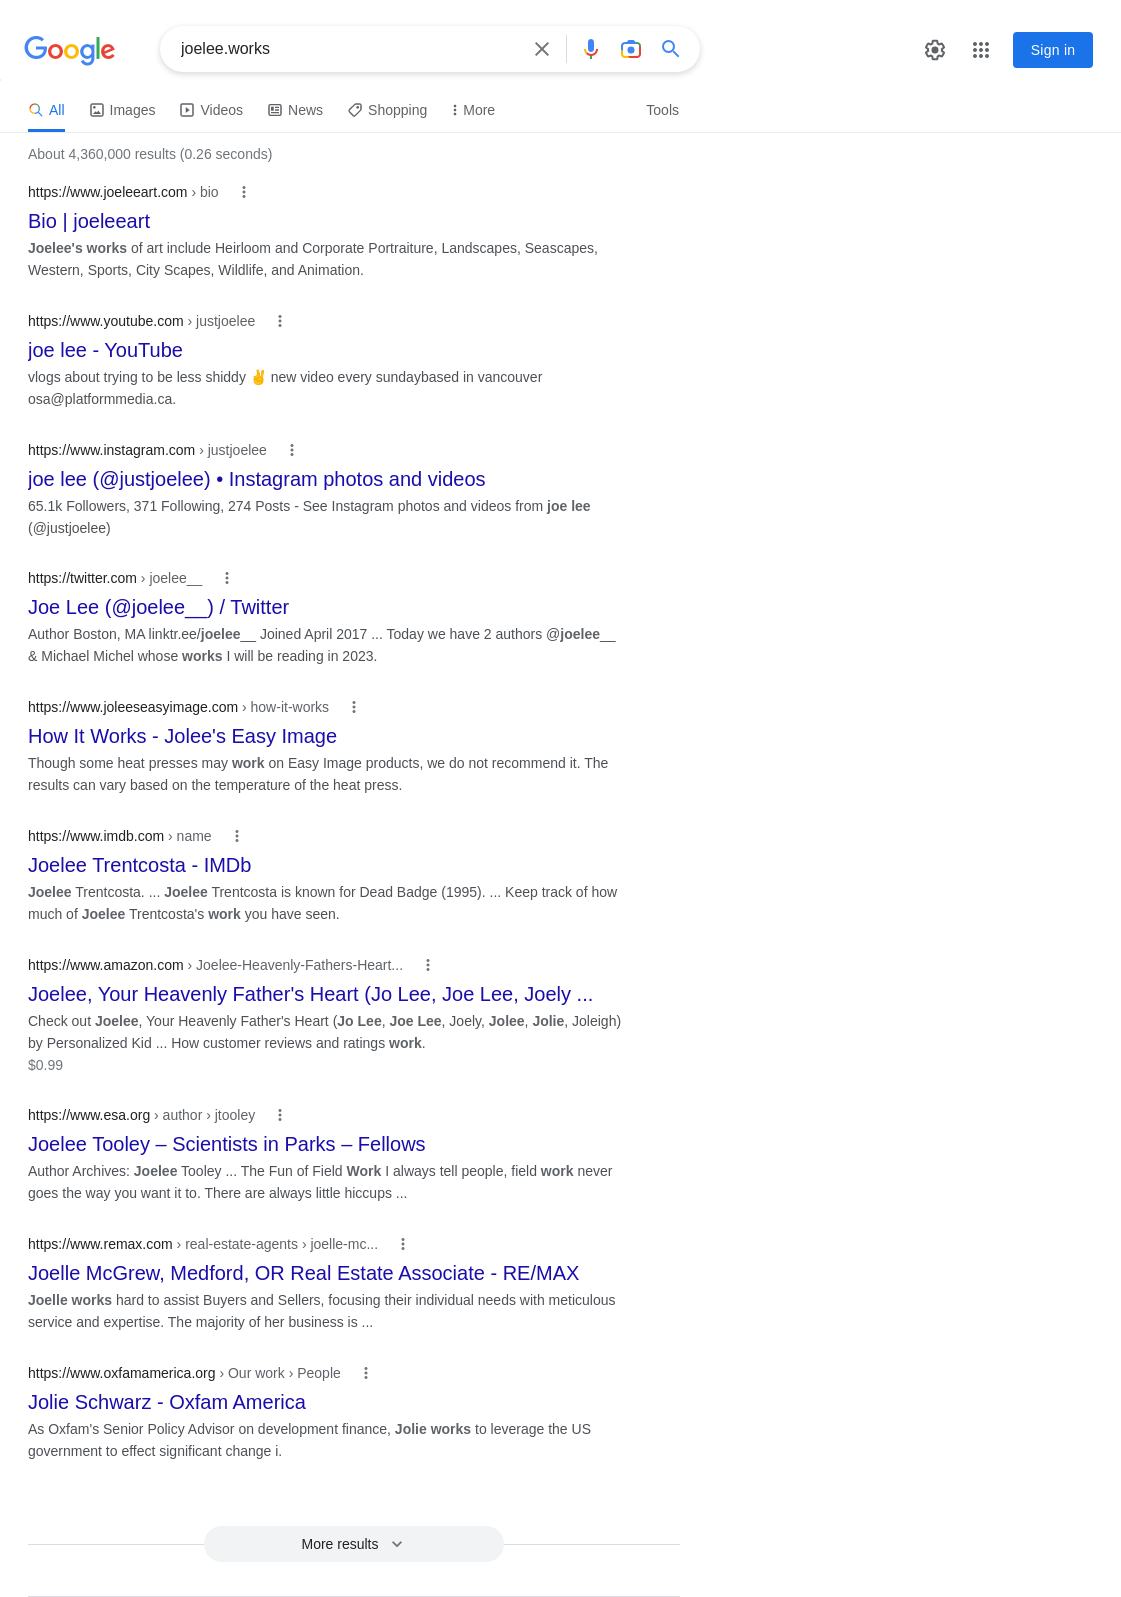 Google
joelee.works
Sign in
All
Images
Videos
News
Shopping
More
Tools
About 4,360,000 results (0.26 seconds)
https://www.joeleeart.com › bio
Bio | joeleeart
Joelee's works of art include Heirloom and Corporate Portraiture, Landscapes, Seascapes,
Western, Sports, City Scapes, Wildlife, and Animation.
https://www.youtube.com › justjoelee
joe lee - YouTube
vlogs about trying to be less shiddy ✌️ new video every sundaybased in vancouver
osa@platformmedia.ca.
https://www.instagram.com › justjoelee
joe lee (@justjoelee) • Instagram photos and videos
65.1k Followers, 371 Following, 274 Posts - See Instagram photos and videos from joe lee
(@justjoelee)
https://twitter.com › joelee__
Joe Lee (@joelee__) / Twitter
Author Boston, MA linktr.ee/joelee__ Joined April 2017 ... Today we have 2 authors @joelee__
& Michael Michel whose works I will be reading in 2023.
https://www.joleeseasyimage.com › how-it-works
How It Works - Jolee's Easy Image
Though some heat presses may work on Easy Image products, we do not recommend it. The
results can vary based on the temperature of the heat press.
https://www.imdb.com › name
Joelee Trentcosta - IMDb
Joelee Trentcosta. ... Joelee Trentcosta is known for Dead Badge (1995). ... Keep track of how
much of Joelee Trentcosta's work you have seen.
https://www.amazon.com › Joelee-Heavenly-Fathers-Heart...
Joelee, Your Heavenly Father's Heart (Jo Lee, Joe Lee, Joely ...
Check out Joelee, Your Heavenly Father's Heart (Jo Lee, Joe Lee, Joely, Jolee, Jolie, Joleigh)
by Personalized Kid ... How customer reviews and ratings work.
$0.99
https://www.esa.org › author › jtooley
Joelee Tooley – Scientists in Parks – Fellows
Author Archives: Joelee Tooley ... The Fun of Field Work I always tell people, field work never
goes the way you want it to. There are always little hiccups ...
https://www.remax.com › real-estate-agents › joelle-mc...
Joelle McGrew, Medford, OR Real Estate Associate - RE/MAX
Joelle works hard to assist Buyers and Sellers, focusing their individual needs with meticulous
service and expertise. The majority of her business is ...
https://www.oxfamamerica.org › Our work › People
Jolie Schwarz - Oxfam America
As Oxfam's Senior Policy Advisor on development finance, Jolie works to leverage the US
government to effect significant change i.
More results